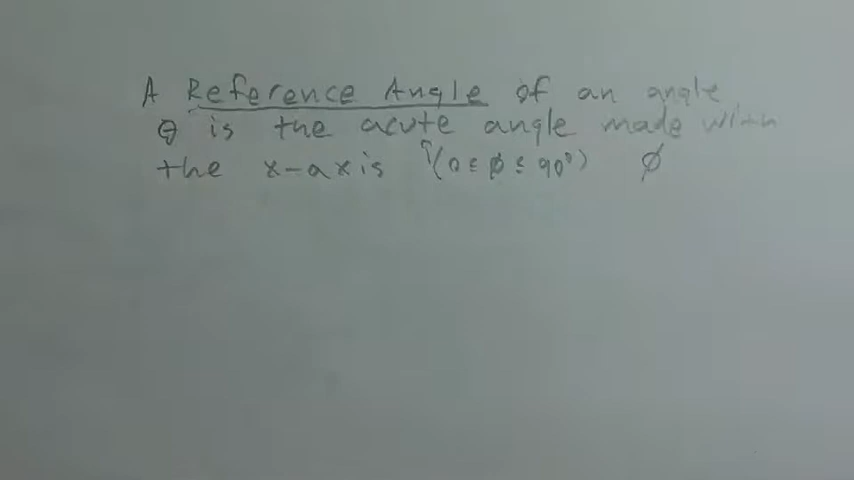 A Reference Angle of an angle
θ is the acute angle made with
the x-axis (0 ≤ φ ≤ 90°) φ